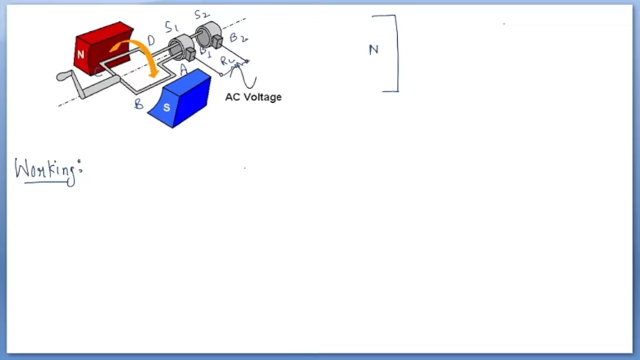 S1 S2
N D B1 B2
C A RL
AC Voltage
B S
N
Working: